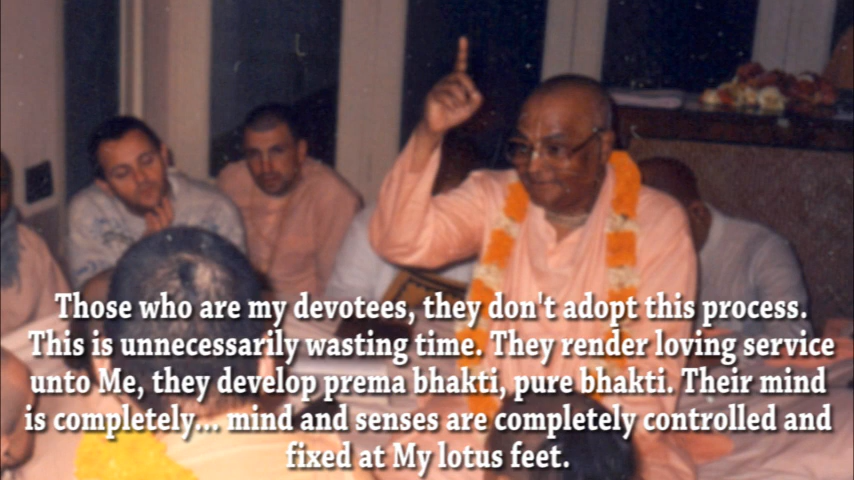 Those who are my devotees, they don't adopt this process.
This is unnecessarily wasting time. They render loving service
unto Me, they develop prema bhakti, pure bhakti. Their mind
is completely... mind and senses are completely controlled and
fixed at My lotus feet.